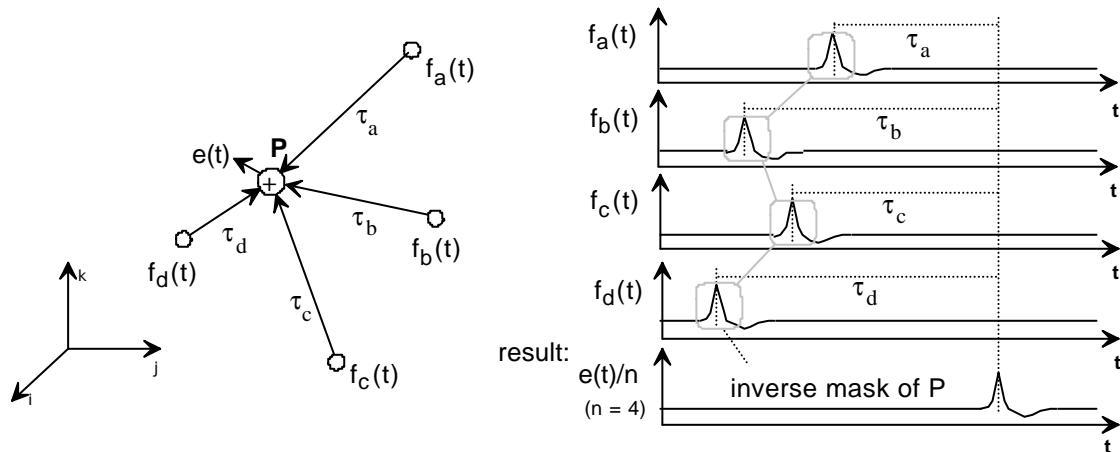 f_a(t)
τ_a
P
e(t)
+
τ_b
f_b(t)
τ_d
f_d(t)
τ_c
f_c(t)
k
j
i
f_a(t)
τ_a
t
f_b(t)
τ_b
t
f_c(t)
τ_c
t
f_d(t)
τ_d
t
result:
e(t)/n
(n = 4)
inverse mask of P
t